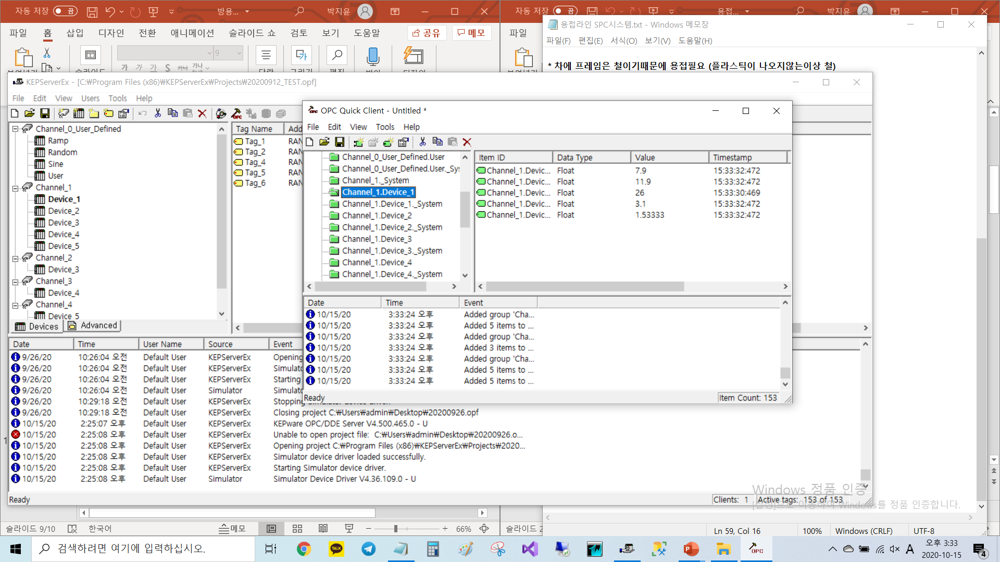 자동 저장 끔
방용...
박지윤
자동 저장 끔
용접...
박지윤
파일 홈 삽입 디자인 전환 애니메이션 슬라이드 쇼 검토 보기 도움말 공유 메모
파일
9
가 가 가 S
용접라인 SPC시스템.txt - Windows 메모장
파일(F) 편집(E) 서식(O) 보기(V) 도움말(H)
* 차에 프레임은 철이기때문에 용접필요 (플라스틱이 나오지않는이상 철)
KEPServerEx - [C:₩Program Files (x86)₩KEPServerEx₩Projects₩20200912_TEST.opf]
File Edit View Users Tools Help
Channel_0_User_Defined
Ramp
Random
Sine
User
Channel_1
Device_1
Device_2
Device_3
Device_4
Device_5
Channel_2
Device_3
Channel_3
Device_4
Channel_4
Device_5
Devices Advanced
Tag Name Add
Tag_1 RAN
Tag_2 RAN
Tag_4 RAN
Tag_5 RAN
Tag_6 RAN
OPC Quick Client - Untitled *
File Edit View Tools Help
Channel_0_User_Defined.User
Channel_0_User_Defined.User._Sy
Channel_1._System
Channel_1.Device_1
Channel_1.Device_1._System
Channel_1.Device_2
Channel_1.Device_2._System
Channel_1.Device_3
Channel_1.Device_3._System
Channel_1.Device_4
Channel_1.Device_4._System
Item ID Data Type Value Timestamp
Channel_1.Devic... Float 7.9 15:33:32:472
Channel_1.Devic... Float 11.9 15:33:32:472
Channel_1.Devic... Float 26 15:33:30:469
Channel_1.Devic... Float 3.1 15:33:32:472
Channel_1.Devic... Float 1.53333 15:33:32:472
Date Time Event
10/15/20 3:33:24 오후 Added group 'Cha...
10/15/20 3:33:24 오후 Added 5 items to ...
10/15/20 3:33:24 오후 Added group 'Cha...
10/15/20 3:33:24 오후 Added 3 items to ...
10/15/20 3:33:24 오후 Added group 'Cha...
10/15/20 3:33:24 오후 Added 5 items to ...
10/15/20 3:33:24 오후 Added 5 items to ...
Ready Item Count: 153
Date Time User Name Source Event
9/26/20 10:26:04 오전 Default User KEPServerEx Opening
9/26/20 10:26:04 오전 Default User KEPServerEx Simulat
9/26/20 10:26:04 오전 Default User KEPServerEx Starting
9/26/20 10:26:04 오전 Default User Simulator Simulat
9/26/20 10:29:18 오전 Default User KEPServerEx Stopping Simulator device driver.
9/26/20 10:29:18 오전 Default User KEPServerEx Closing project C:₩Users₩admin₩Desktop₩20200926.opf
10/15/20 2:25:07 오후 Default User KEPServerEx KEPware OPC/DDE Server V4.500.465.0 - U
10/15/20 2:25:08 오후 Default User KEPServerEx Unable to open project file: C:₩Users₩admin₩Desktop₩20200926.o...
10/15/20 2:25:08 오후 Default User KEPServerEx Opening project C:₩Program Files (x86)₩KEPServerEx₩Projects₩2020...
10/15/20 2:25:08 오후 Default User KEPServerEx Simulator device driver loaded successfully.
10/15/20 2:25:08 오후 Default User KEPServerEx Starting Simulator device driver.
10/15/20 2:25:08 오후 Default User Simulator Simulator Device Driver V4.36.109.0 - U
Ready Clients: 1 Active tags: 153 of 153
Windows 정품 인증
[설정]으로 이동하여 Windows를 정품 인증합니다.
슬라이드 9/10 한국어 메모 66%
슬라이드 2
Ln 59, Col 16 100% Windows (CRLF) UTF-8
검색하려면 여기에 입력하십시오.
TALK
OPC
A
오후 3:33
2020-10-15
4